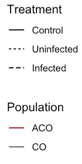 Treatment
Control
Uninfected
Infected
Population
ACO
CO